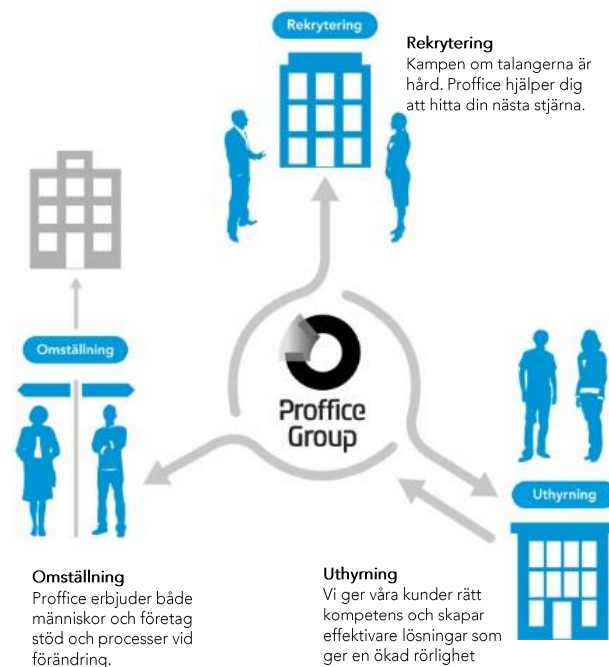 Rekrytering
Rekrytering
Kampen om talangerna är
hård. Proffice hjälper dig
att hitta din nästa stjärna.
Omställning
Proffice
Group
Uthyrning
Omställning
Proffice erbjuder både
människor och företag
stöd och processer vid
förändring.
Uthyrning
Vi ger våra kunder rätt
kompetens och skapar
effektivare lösningar som
ger en ökad rörlighet